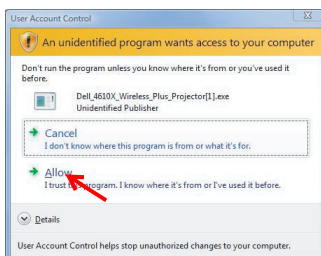 User Account Control
An unidentified program wants access to your computer
Don't run the program unless you know where it's from or you've used it
before.
Dell_4610X_Wireless_Plus_Projector[1].exe
Unidentified Publisher
Cancel
I don't know where this program is from or what it's for.
Allow
I trust this program. I know where it's from or I've used it before.
Details
User Account Control helps stop unauthorized changes to your computer.